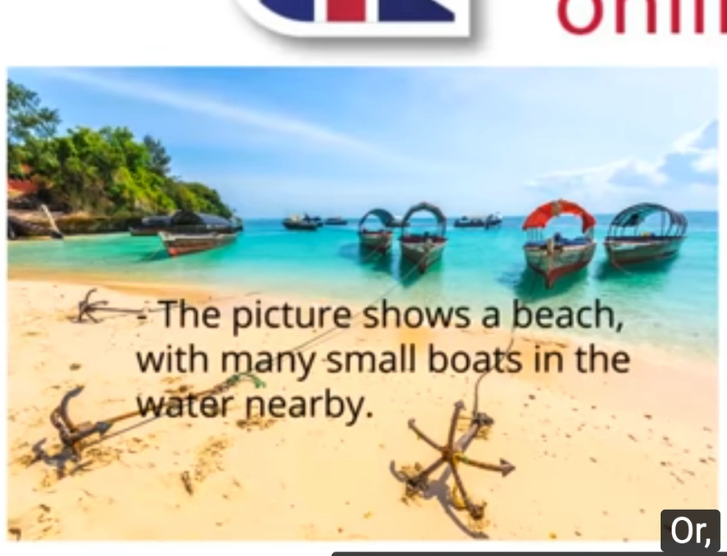 onli
The picture shows a beach,
with many small boats in the
water nearby.
Or,